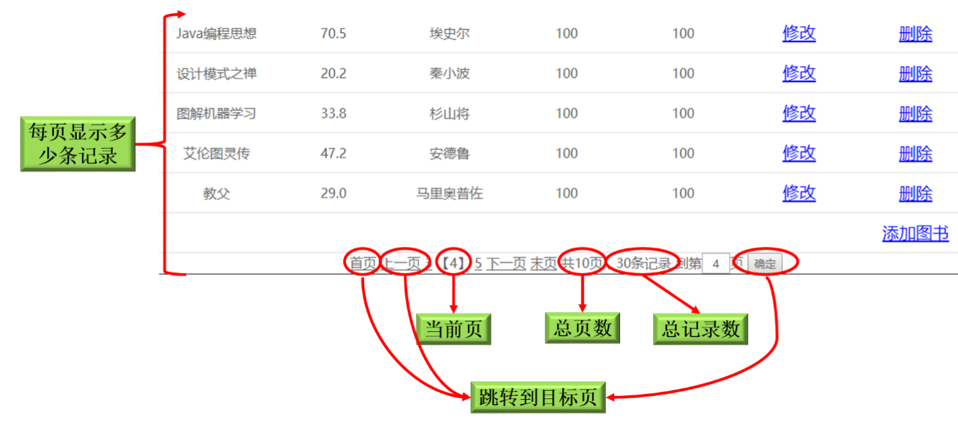 Java编程思想 70.5 埃史尔 100 100 修改 删除
设计模式之禅 20.2 秦小波 100 100 修改 删除
图解机器学习 33.8 杉山将 100 100 修改 删除
艾伦图灵传 47.2 安德鲁 100 100 修改 删除
教父 29.0 马里奥普佐 100 100 修改 删除
添加图书
首页 上一页 3 【4】 5 下一页 末页 共10页 30条记录 到第 4 页 确定
每页显示多
少条记录
当前页
总页数
总记录数
跳转到目标页